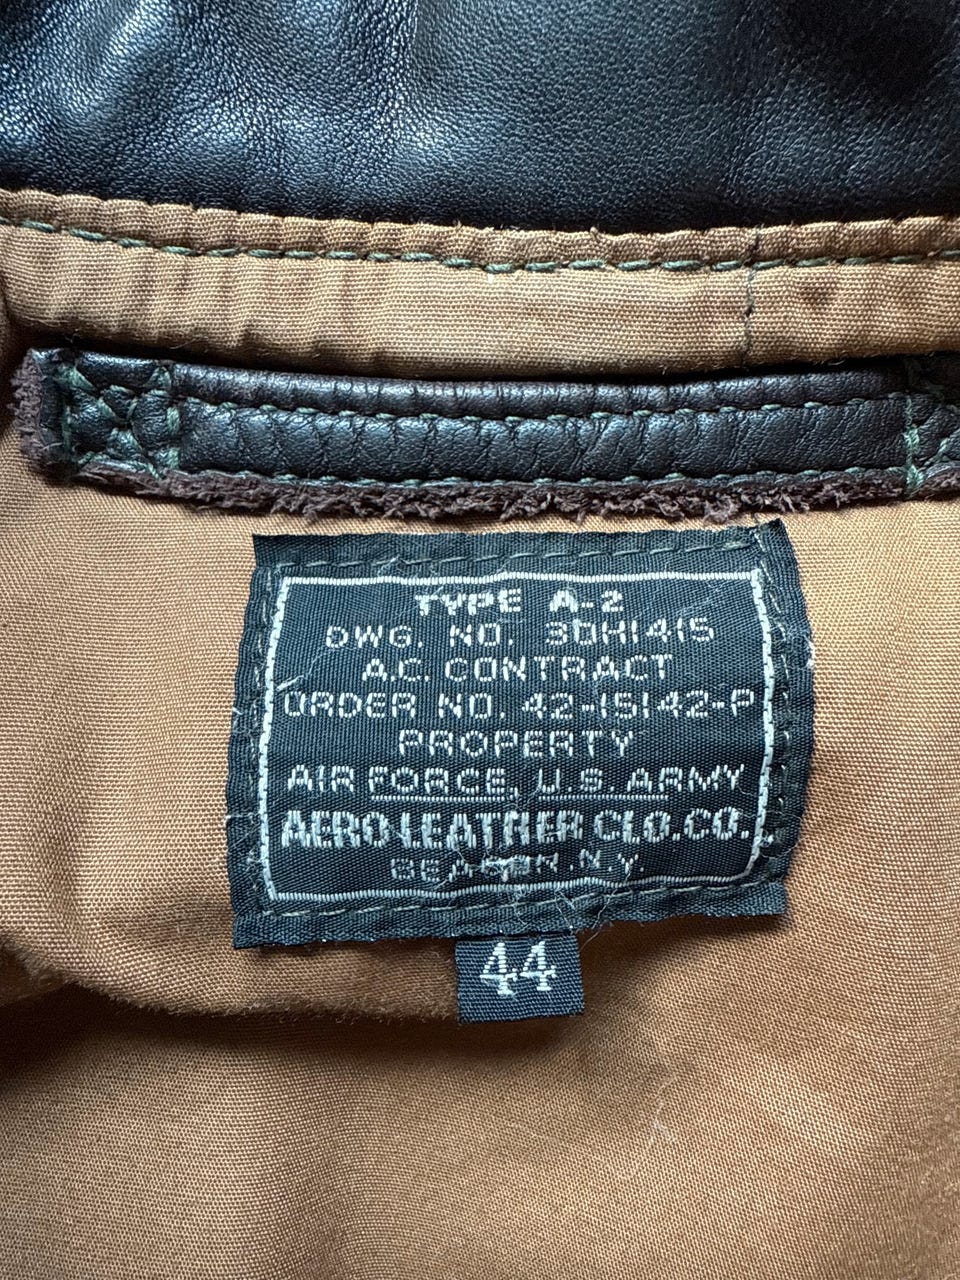 TYPE A-2
DWG. NO. 30H1415
A.C. CONTRACT
ORDER NO. 42-15142-P
PROPERTY
AIR FORCE, U.S. ARMY
AERO LEATHER CLO.CO.
BEACON, N.Y.
44